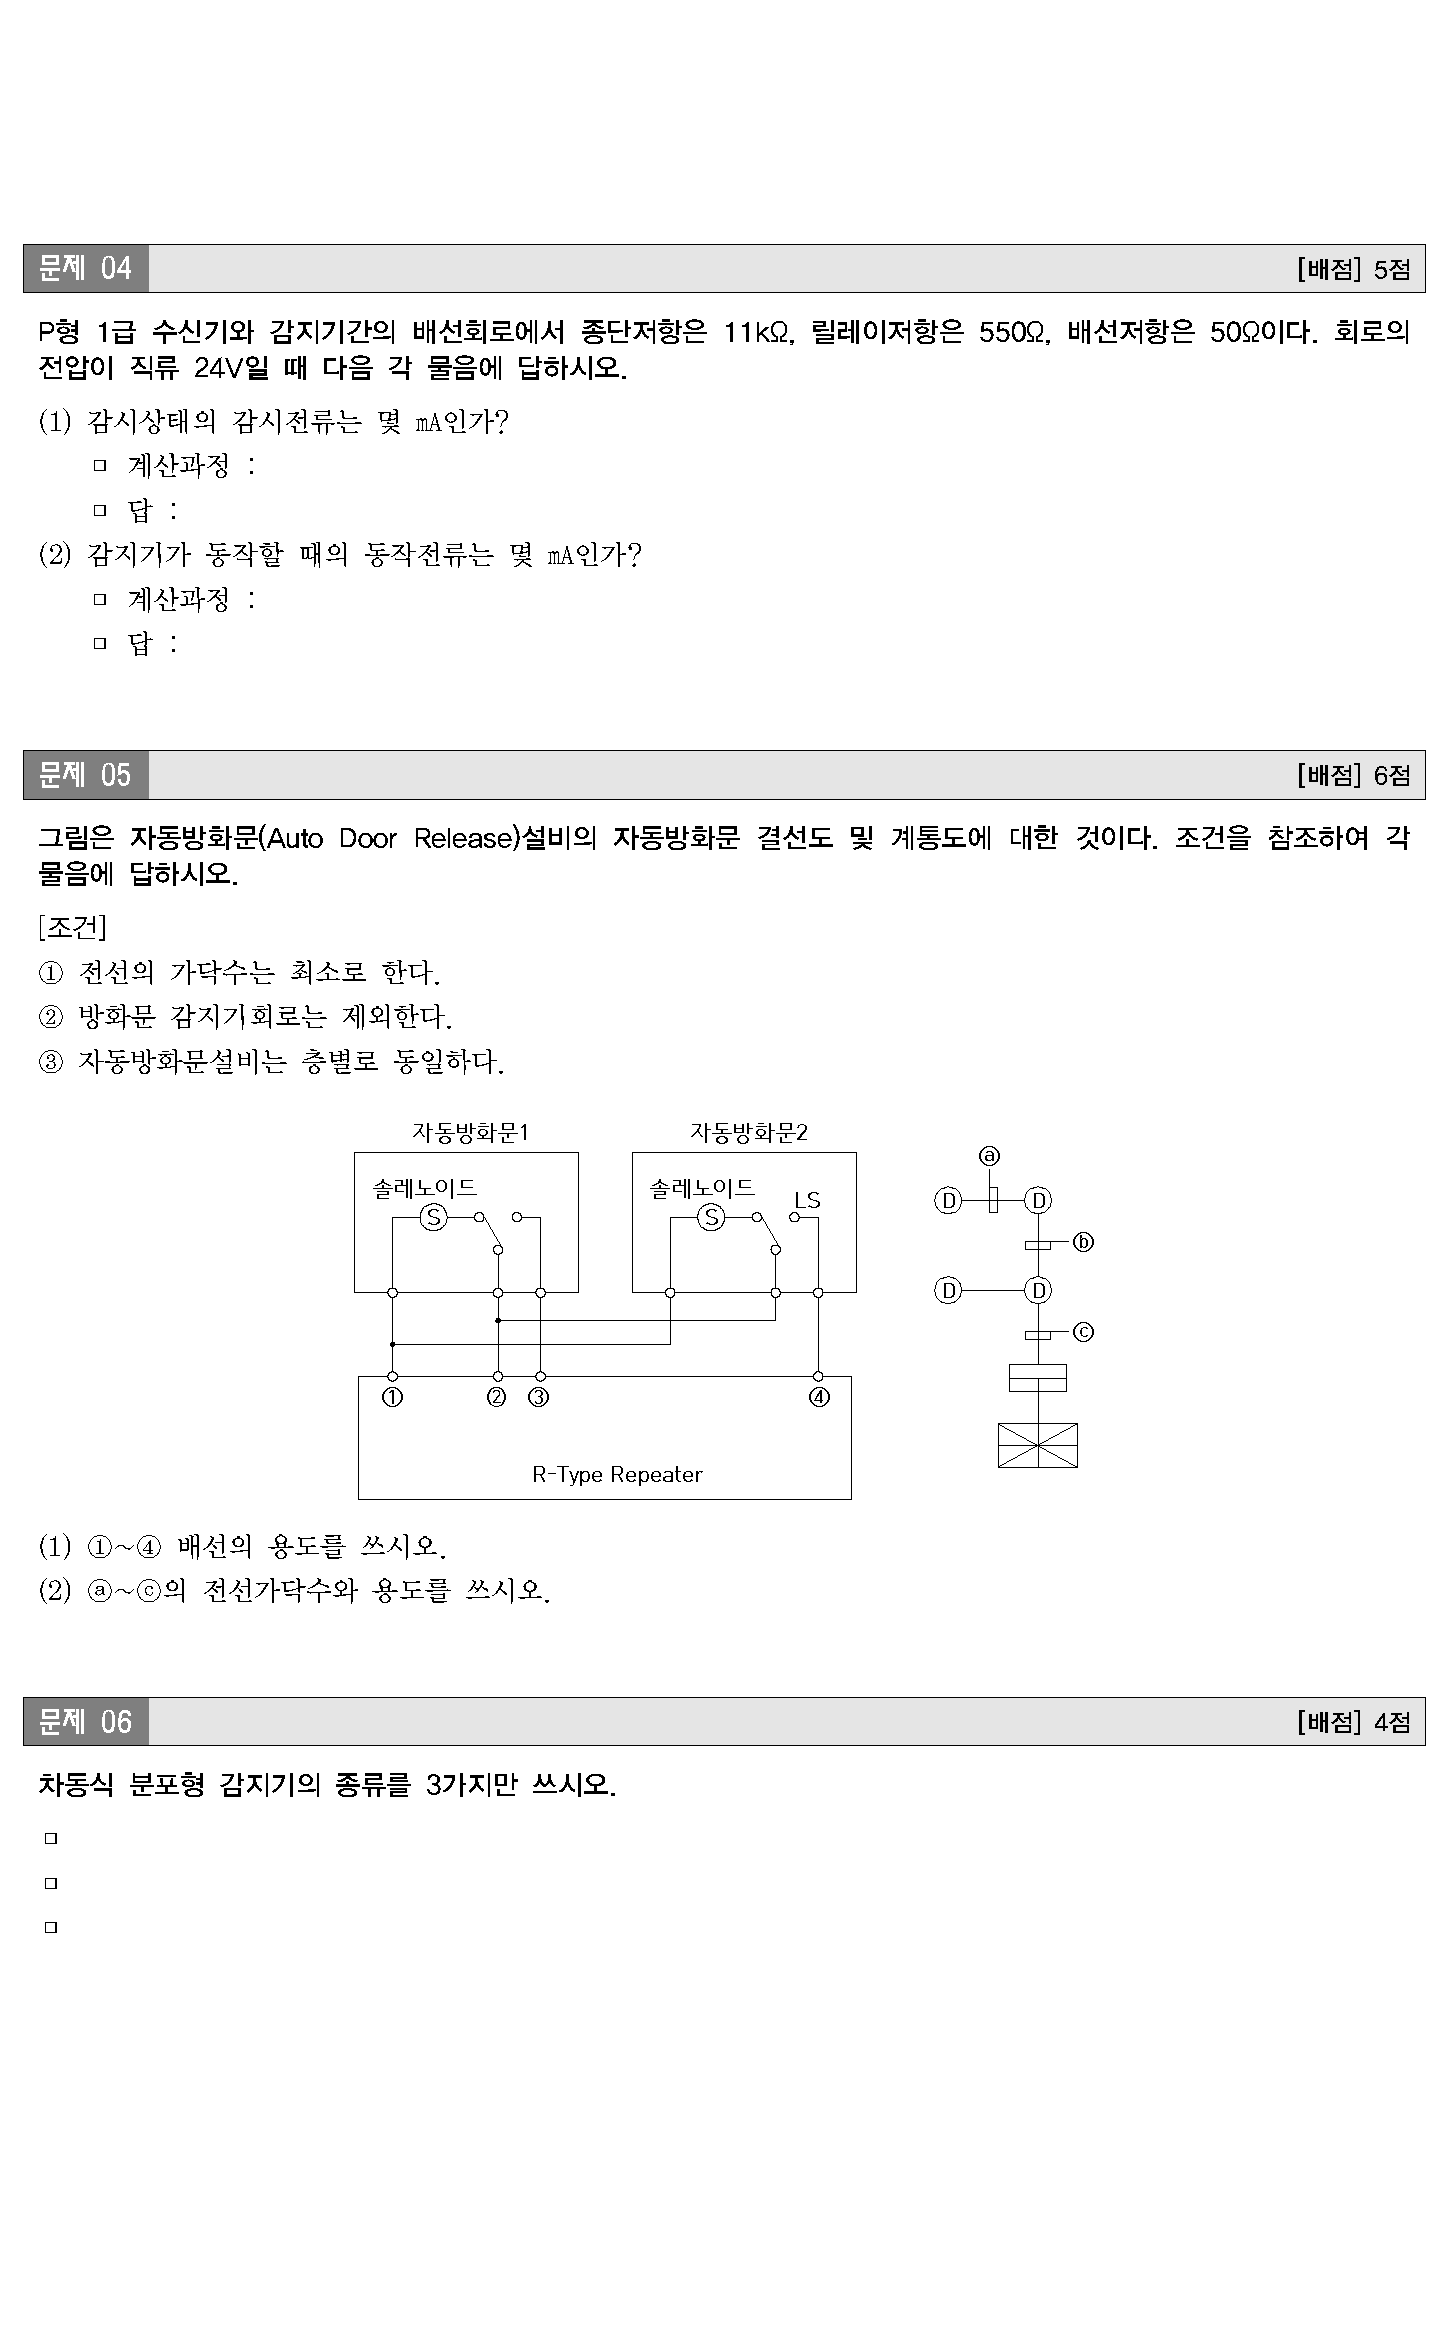 문제 04 [배점] 5점
P형 1급 수신기와 감지기간의 배선회로에서 종단저항은 11kΩ, 릴레이저항은 550Ω, 배선저항은 50Ω이다. 회로의
전압이 직류 24V일 때 다음 각 물음에 답하시오.
(1) 감시상태의 감시전류는 몇 mA인가?
▫ 계산과정 :
▫ 답 :
(2) 감지기가 동작할 때의 동작전류는 몇 mA인가?
▫ 계산과정 :
▫ 답 :
문제 05 [배점] 6점
그림은 자동방화문(Auto Door Release)설비의 자동방화문 결선도 및 계통도에 대한 것이다. 조건을 참조하여 각
물음에 답하시오.
[조건]
① 전선의 가닥수는 최소로 한다.
② 방화문 감지기회로는 제외한다.
③ 자동방화문설비는 층별로 동일하다.
자동방화문1 자동방화문2
ⓐ
솔레노이드 솔레노이드 LS
S S
D D
ⓑ
D D
ⓒ
① ② ③ ④
R-Type Repeater
(1) ①~④ 배선의 용도를 쓰시오.
(2) ⓐ~ⓒ의 전선가닥수와 용도를 쓰시오.
문제 06 [배점] 4점
차동식 분포형 감지기의 종류를 3가지만 쓰시오.
▫
▫
▫